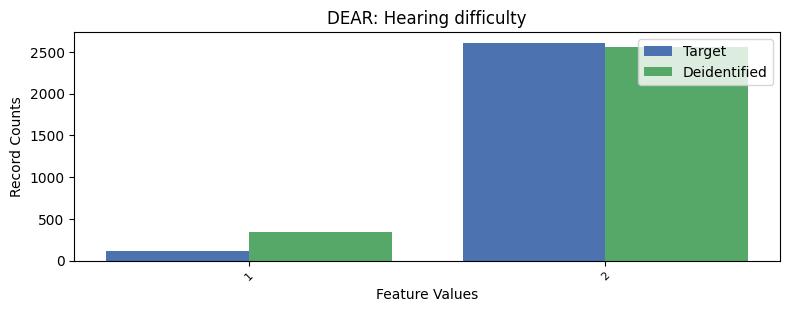 DEAR: Hearing difficulty
Target
Deidentified
Record Counts
2500
2000
1500
1000
500
0
1
2
Feature Values